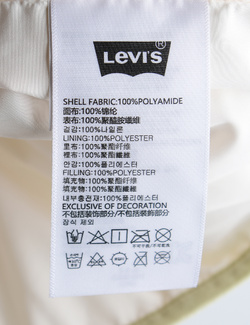 Levi's
SHELL FABRIC:100%POLYAMIDE
面布:100%锦纶
表布:100%聚醯胺纖維
겉감:100%나일론
LINING:100%POLYESTER
里布:100%聚酯纤维
裡布:100%聚酯纖維
안감:100%폴리에스터
FILLING:100%POLYESTER
填充物:100%聚酯纤维
填充物:100%聚酯纖維
내부충전재:100%폴리에스터
EXCLUSIVE OF DECORATION
不包括装饰部分/不包括裝飾部分
장식 제외